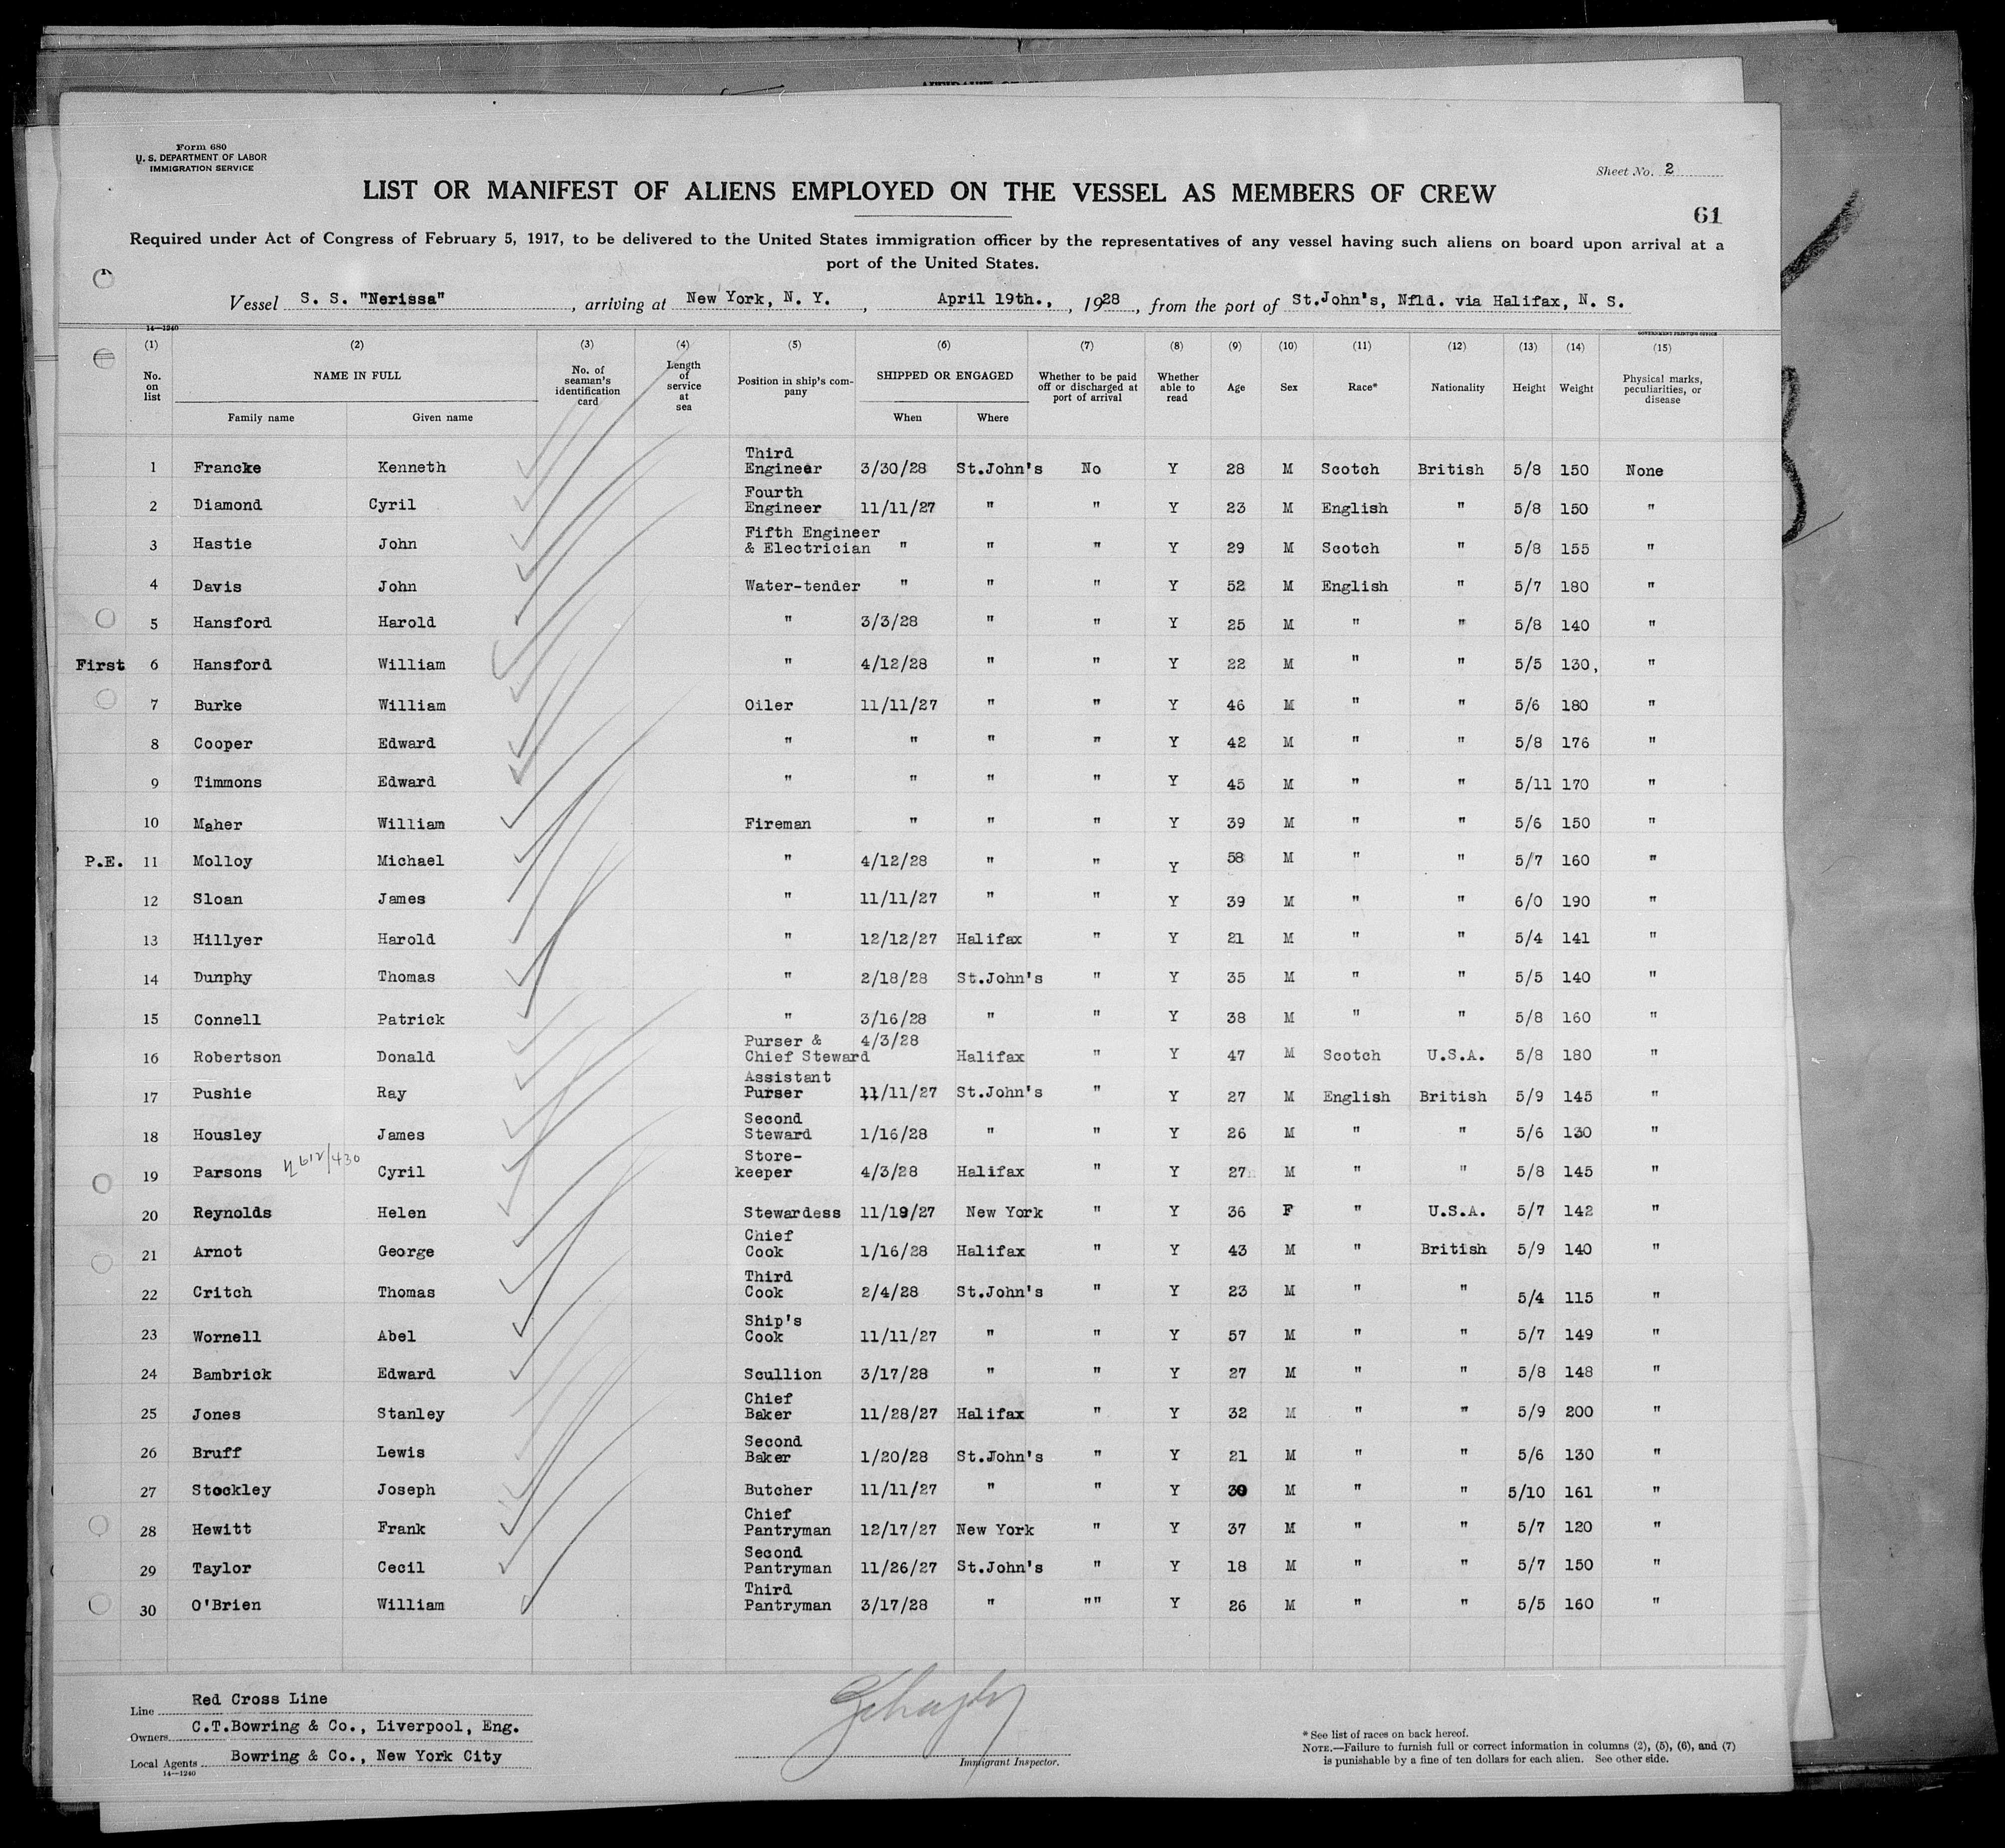 Form 680
U. S. DEPARTMENT OF LABOR
IMMIGRATION SERVICE
Sheet No. 2
LIST OR MANIFEST OF ALIENS EMPLOYED ON THE VESSEL AS MEMBERS OF CREW
61
Required under Act of Congress of February 5, 1917, to be delivered to the United States immigration officer by the representatives of any vessel having such aliens on board upon arrival at a
port of the United States.
Vessel S. S. "Nerissa", arriving at New York, N. Y., April 19th., , 1928, from the port of St.John's, Nfld. via Halifax, N. S.
14—1240 GOVERNMENT PRINTING OFFICE
(1) (2) (3) (4) (5) (6) (7) (8) (9) (10) (11) (12) (13) (14) (15)
No. on list NAME IN FULL Family name Given name No. of seaman's identification card Length of service at sea Position in ship's company SHIPPED OR ENGAGED When Where Whether to be paid off or discharged at port of arrival Whether able to read Age Sex Race* Nationality Height Weight Physical marks, peculiarities, or disease
1 Francke Kenneth Third Engineer 3/30/28 St.John's No Y 28 M Scotch British 5/8 150 None
2 Diamond Cyril Fourth Engineer 11/11/27 " " Y 23 M English " 5/8 150 "
3 Hastie John Fifth Engineer & Electrician " " " Y 29 M Scotch " 5/8 155 "
4 Davis John Water-tender " " " Y 52 M English " 5/7 180 "
5 Hansford Harold " 3/3/28 " " Y 25 M " " 5/8 140 "
First 6 Hansford William " 4/12/28 " " Y 22 M " " 5/5 130, "
7 Burke William Oiler 11/11/27 " " Y 46 M " " 5/6 180 "
8 Cooper Edward " " " " Y 42 M " " 5/8 176 "
9 Timmons Edward " " " " Y 45 M " " 5/11 170 "
10 Maher William Fireman " " " Y 39 M " " 5/6 150 "
P.E. 11 Molloy Michael " 4/12/28 " " Y 58 M " " 5/7 160 "
12 Sloan James " 11/11/27 " " Y 39 M " " 6/0 190 "
13 Hillyer Harold " 12/12/27 Halifax " Y 21 M " " 5/4 141 "
14 Dunphy Thomas " 2/18/28 St.John's " Y 35 M " " 5/5 140 "
15 Connell Patrick " 3/16/28 " " Y 38 M " " 5/8 160 "
16 Robertson Donald Purser & Chief Steward 4/3/28 Halifax " Y 47 M Scotch U.S.A. 5/8 180 "
17 Pushie Ray Assistant Purser 11/11/27 St.John's " Y 27 M English British 5/9 145 "
18 Housley James Second Steward 1/16/28 " " Y 26 M " " 5/6 130 "
19 Parsons 612/430 Cyril Store-keeper 4/3/28 Halifax " Y 27 M " " 5/8 145 "
20 Reynolds Helen Stewardess 11/19/27 New York " Y 36 F " U.S.A. 5/7 142 "
21 Arnot George Chief Cook 1/16/28 Halifax " Y 43 M " British 5/9 140 "
22 Critch Thomas Third Cook 2/4/28 St.John's " Y 23 M " " 5/4 115 "
23 Wornell Abel Ship's Cook 11/11/27 " " Y 57 M " " 5/7 149 "
24 Bambrick Edward Scullion 3/17/28 " " Y 27 M " " 5/8 148 "
25 Jones Stanley Chief Baker 11/28/27 Halifax " Y 32 M " " 5/9 200 "
26 Bruff Lewis Second Baker 1/20/28 St.John's " Y 21 M " " 5/6 130 "
27 Stockley Joseph Butcher 11/11/27 " " Y 30 M " " 5/10 161 "
28 Hewitt Frank Chief Pantryman 12/17/27 New York " Y 37 M " " 5/7 120 "
29 Taylor Cecil Second Pantryman 11/26/27 St.John's " Y 18 M " " 5/7 150 "
30 O'Brien William Third Pantryman 3/17/28 " "" Y 26 M " " 5/5 160 "
Line Red Cross Line
Owners C.T.Bowring & Co., Liverpool, Eng.
Local Agents Bowring & Co., New York City
14—1240
Immigrant Inspector.
* See list of races on back hereof.
NOTE.—Failure to furnish full or correct information in columns (2), (5), (6), and (7)
is punishable by a fine of ten dollars for each alien. See other side.